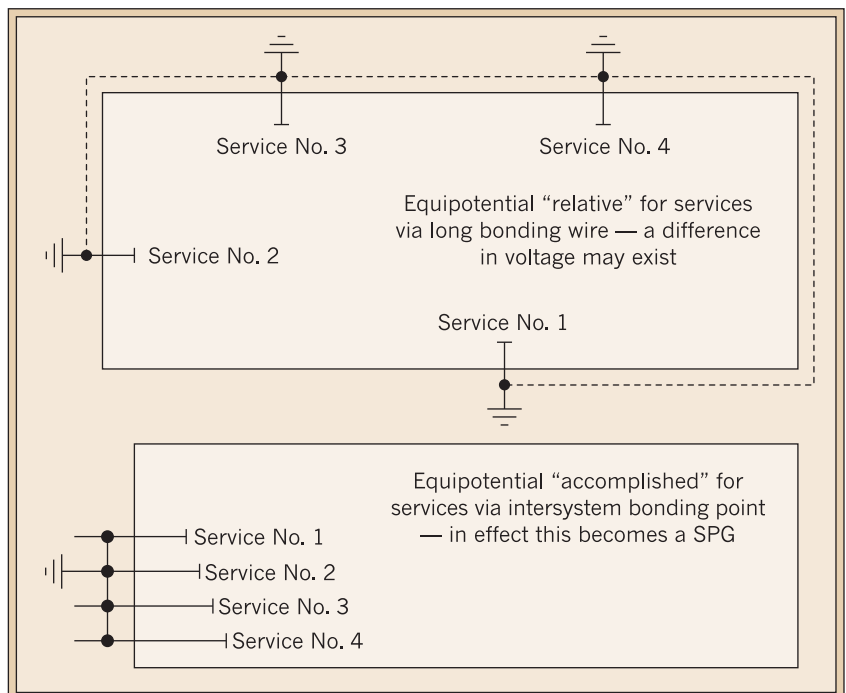 Service No. 3
Service No. 4
Equipotential “relative” for services
via long bonding wire — a difference
in voltage may exist
Service No. 2
Service No. 1
Equipotential “accomplished” for
services via intersystem bonding point
— in effect this becomes a SPG
Service No. 1
Service No. 2
Service No. 3
Service No. 4